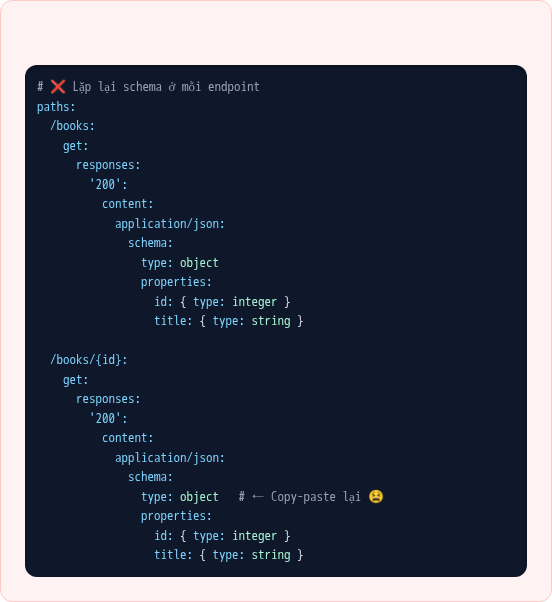 # ❌ Lặp lại schema ở mỗi endpoint
paths:
  /books:
    get:
      responses:
        '200':
          content:
            application/json:
              schema:
                type: object
                properties:
                  id: { type: integer }
                  title: { type: string }

  /books/{id}:
    get:
      responses:
        '200':
          content:
            application/json:
              schema:
                type: object   # ← Copy-paste lại 😫
                properties:
                  id: { type: integer }
                  title: { type: string }